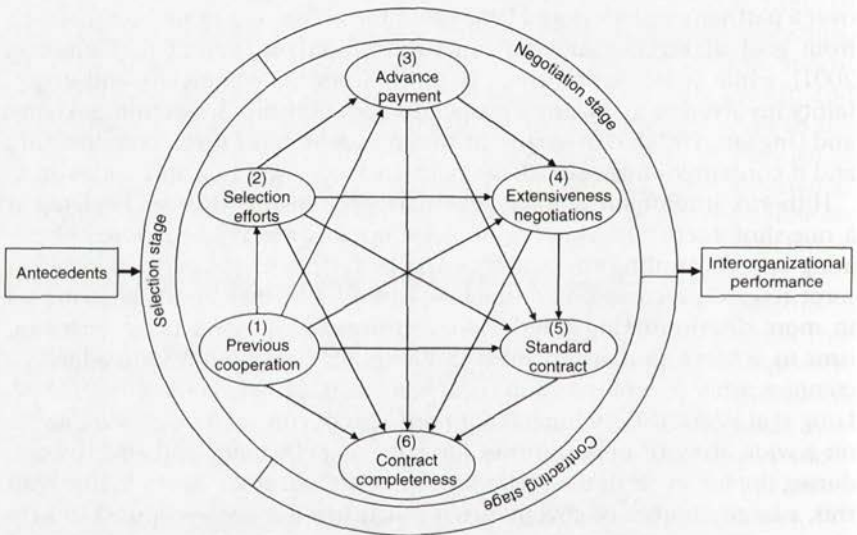 (3)
Advance
payment
Negotiation stage
(2)
Selection
efforts
(4)
Extensiveness
negotiations
Selection stage
Antecedents
Interorganizational
performance
(1)
Previous
cooperation
(5)
Standard
contract
(6)
Contract
completeness
Contracting stage